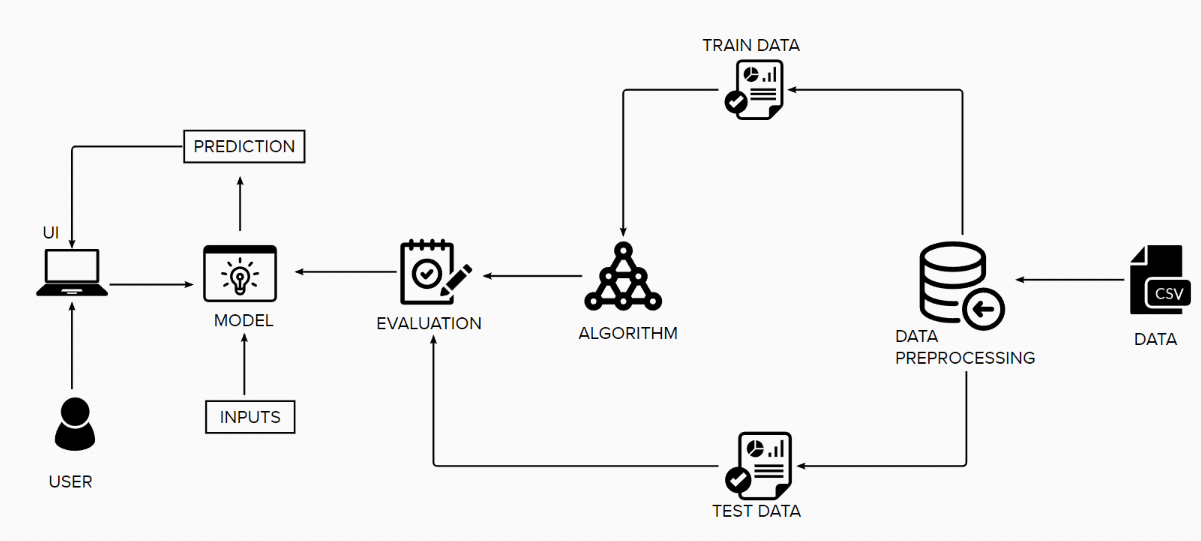 TRAIN DATA
PREDICTION
UI
MODEL
EVALUATION
ALGORITHM
DATA
PREPROCESSING
CSV
DATA
INPUTS
USER
TEST DATA